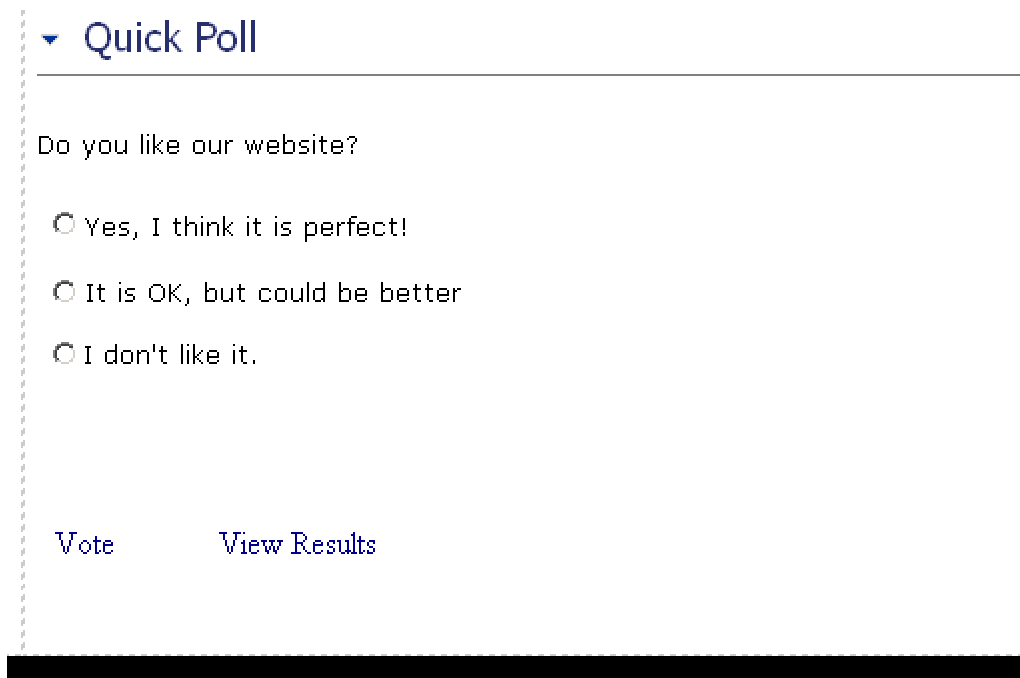 Quick Poll
Do you like our website?
Yes, I think it is perfect!
It is OK, but could be better
I don't like it.
Vote View Results